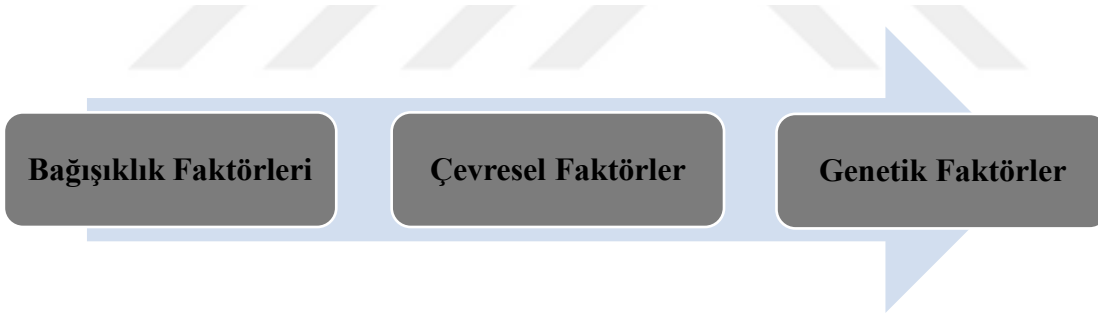 Bağışıklık Faktörleri
Çevresel Faktörler
Genetik Faktörler